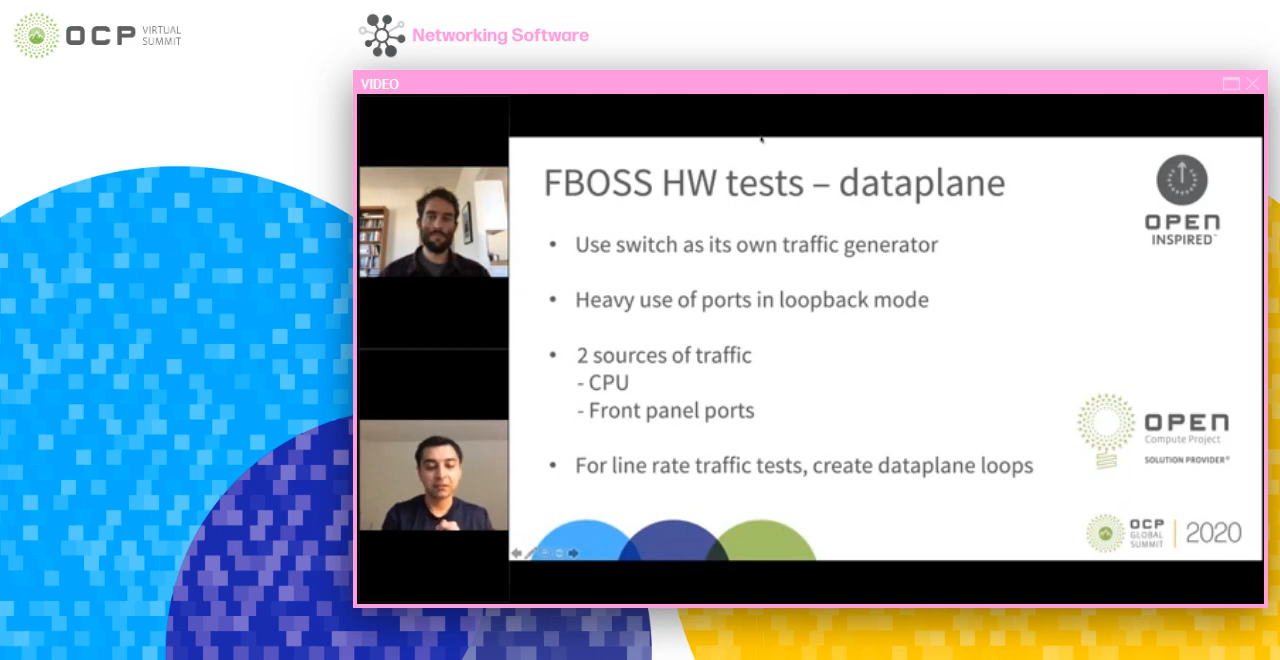 OCP VIRTUAL
SUMMIT
Networking Software
VIDEO
FBOSS HW tests – dataplane
• Use switch as its own traffic generator
• Heavy use of ports in loopback mode
• 2 sources of traffic
- CPU
- Front panel ports
• For line rate traffic tests, create dataplane loops
OPEN
INSPIRED™
OPEN
Compute Project
SOLUTION PROVIDER®
OCP
GLOBAL
SUMMIT
2020